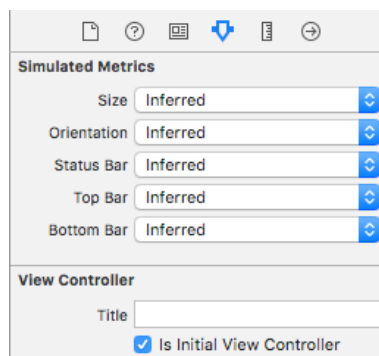 Simulated Metrics
Size Inferred
Orientation Inferred
Status Bar Inferred
Top Bar Inferred
Bottom Bar Inferred
View Controller
Title
Is Initial View Controller